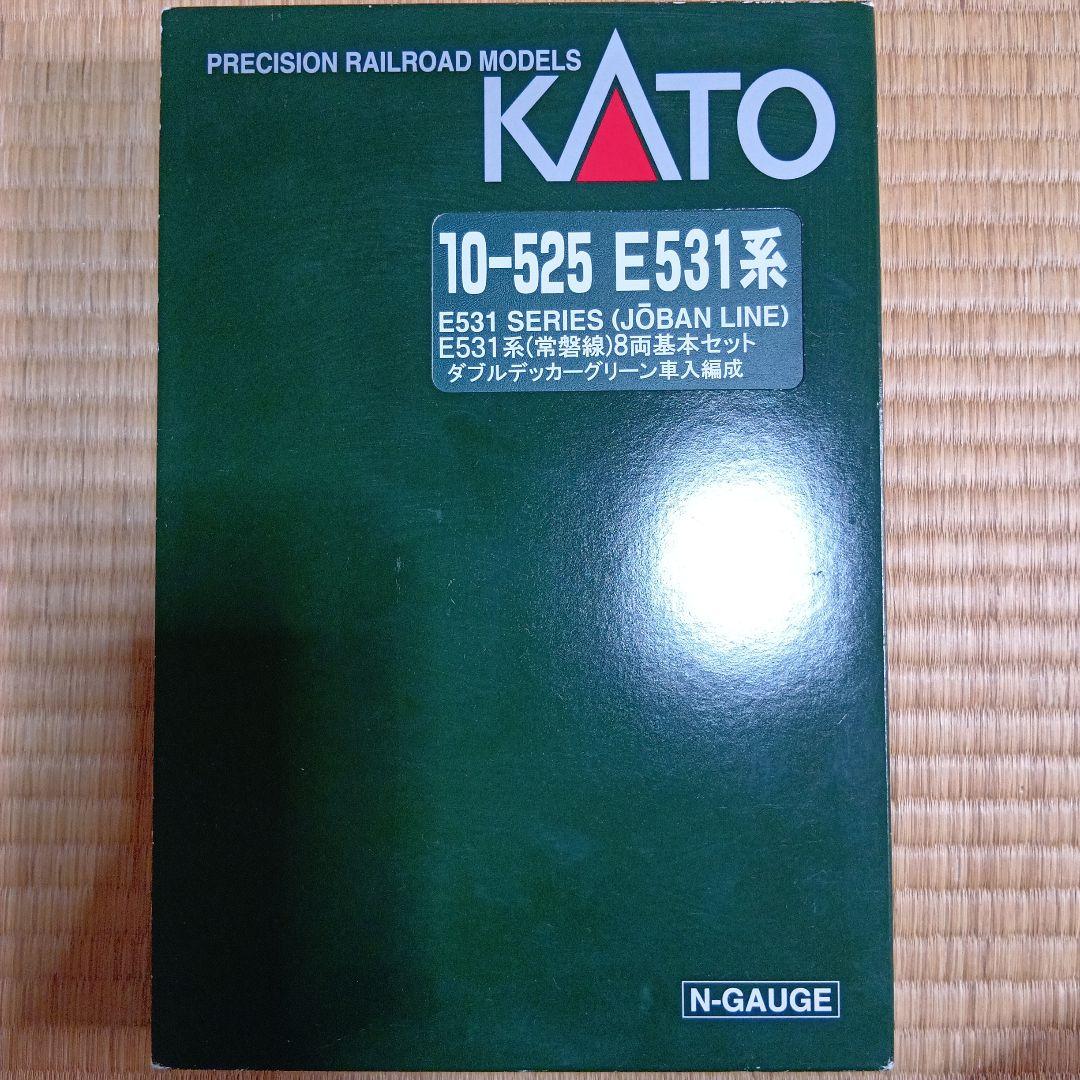 PRECISION RAILROAD MODELS
KATO
10-525 E531系
E531 SERIES (JŌBAN LINE)
E531系(常磐線)8両基本セット
ダブルデッカーグリーン車入編成
N-GAUGE